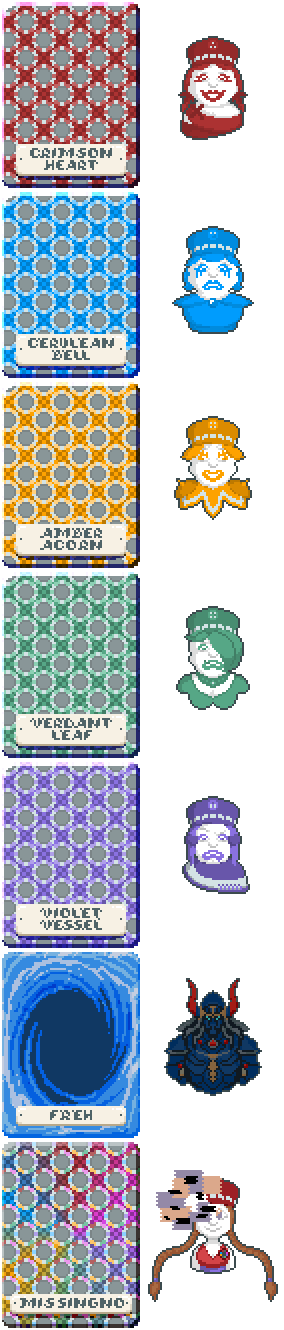 CRIMSON
HEART
CERULEAN
BELL
AMBER
ACORN
VERDANT
LEAF
VIOLET
VESSEL
FREH
MISSINGNO